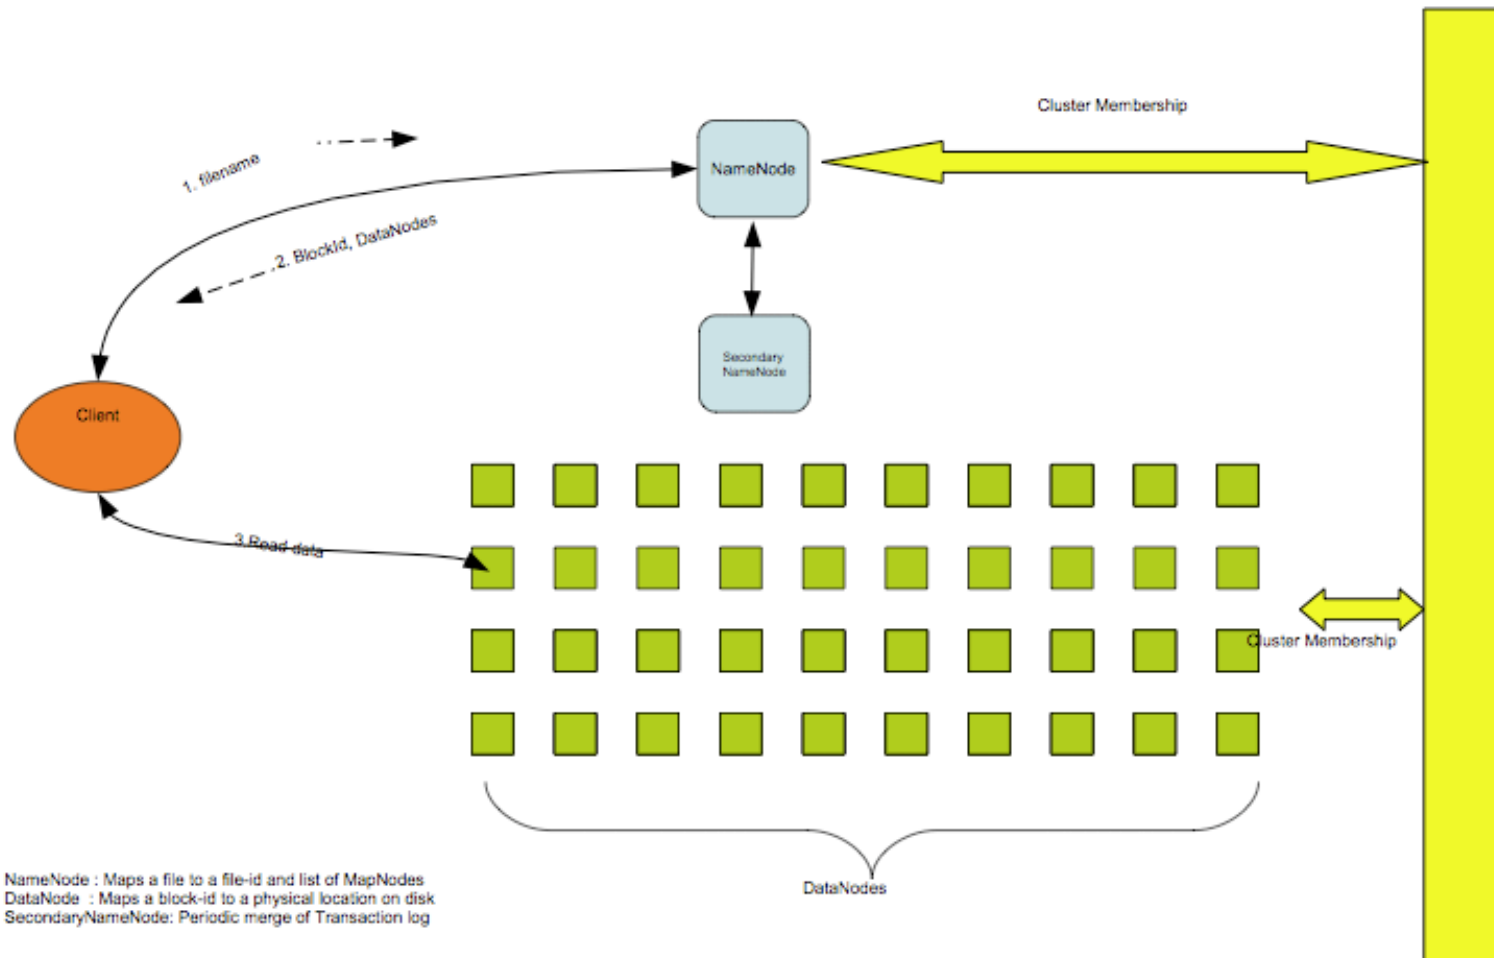 Cluster Membership
1. filename
NameNode
2. BlockId, DataNodes
Secondary
NameNode
Client
3.Read data
Cluster Membership
DataNodes
NameNode : Maps a file to a file-id and list of MapNodes
DataNode : Maps a block-id to a physical location on disk
SecondaryNameNode: Periodic merge of Transaction log